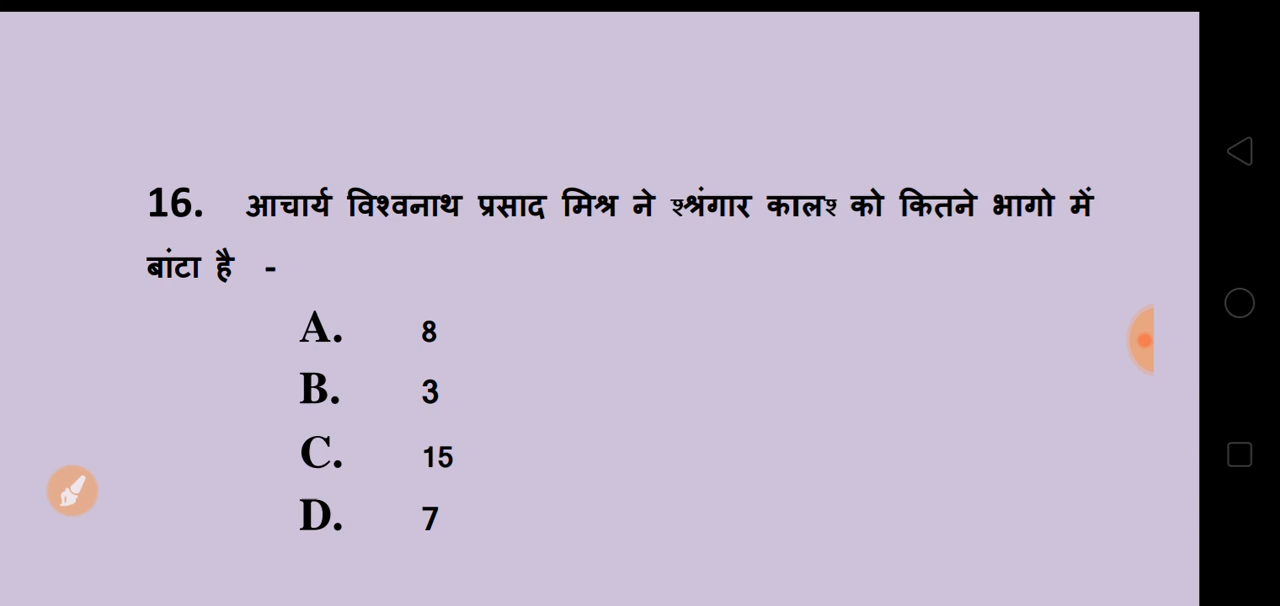 16. आचार्य विश्वनाथ प्रसाद मिश्र ने श्श्रंगार कालश् को कितने भागो में
बांटा है -
A. 8
B. 3
C. 15
D. 7